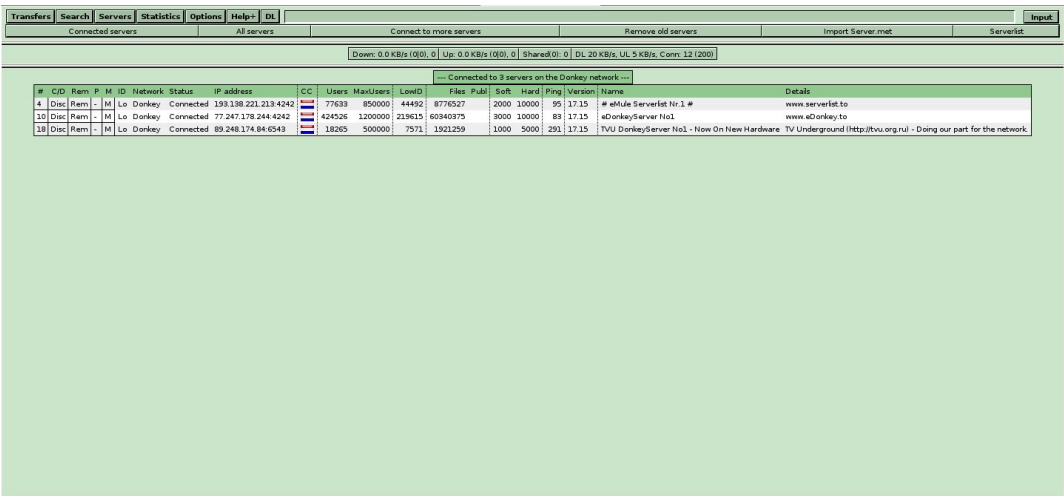 Transfers Search Servers Statistics Options Help+ DL Input
Connected servers All servers Connect to more servers Remove old servers Import Server.met Serverlist
Down: 0.0 KB/s (0|0), 0 Up: 0.0 KB/s (0|0), 0 Shared(0): 0 DL 20 KB/s, UL 5 KB/s, Conn: 12 (200)
--- Connected to 3 servers on the Donkey network ---
# C/D Rem P M ID Network Status IP address CC Users MaxUsers LowID Files Publ Soft Hard Ping Version Name Details
4 Disc Rem - M Lo Donkey Connected 193.138.221.213:4242 77633 850000 44492 8776527 2000 10000 95 17.15 # eMule Serverlist Nr.1 # www.serverlist.to
10 Disc Rem - M Lo Donkey Connected 77.247.178.244:4242 424526 1200000 219615 60340375 3000 10000 83 17.15 eDonkeyServer No1 www.eDonkey.to
18 Disc Rem - M Lo Donkey Connected 89.248.174.84:6543 18265 500000 7571 1921259 1000 5000 291 17.15 TVU DonkeyServer No1 - Now On New Hardware TV Underground (http://tvu.org.ru) - Doing our part for the network.